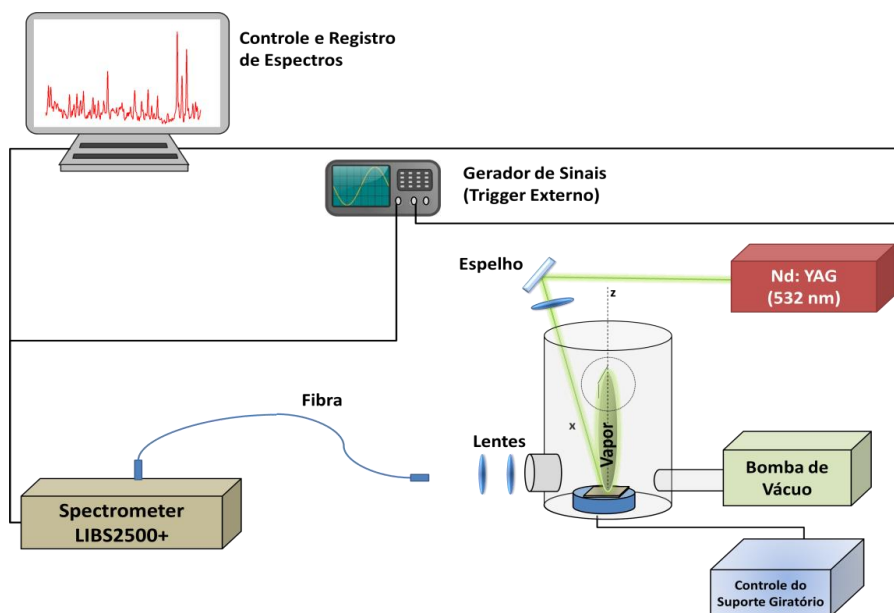 Controle e Registro
de Espectros
Gerador de Sinais
(Trigger Externo)
Espelho
z
Nd: YAG
(532 nm)
Fibra
x
Vapor
Lentes
Bomba de
Vácuo
Spectrometer
LIBS2500+
Controle do
Suporte Giratório